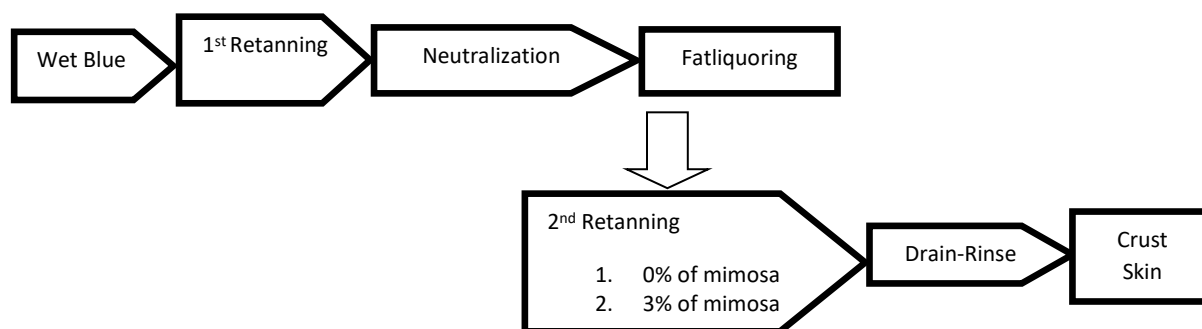 Wet Blue
1st Retanning
Neutralization
Fatliquoring
2nd Retanning
1. 0% of mimosa
2. 3% of mimosa
Drain-Rinse
Crust
Skin